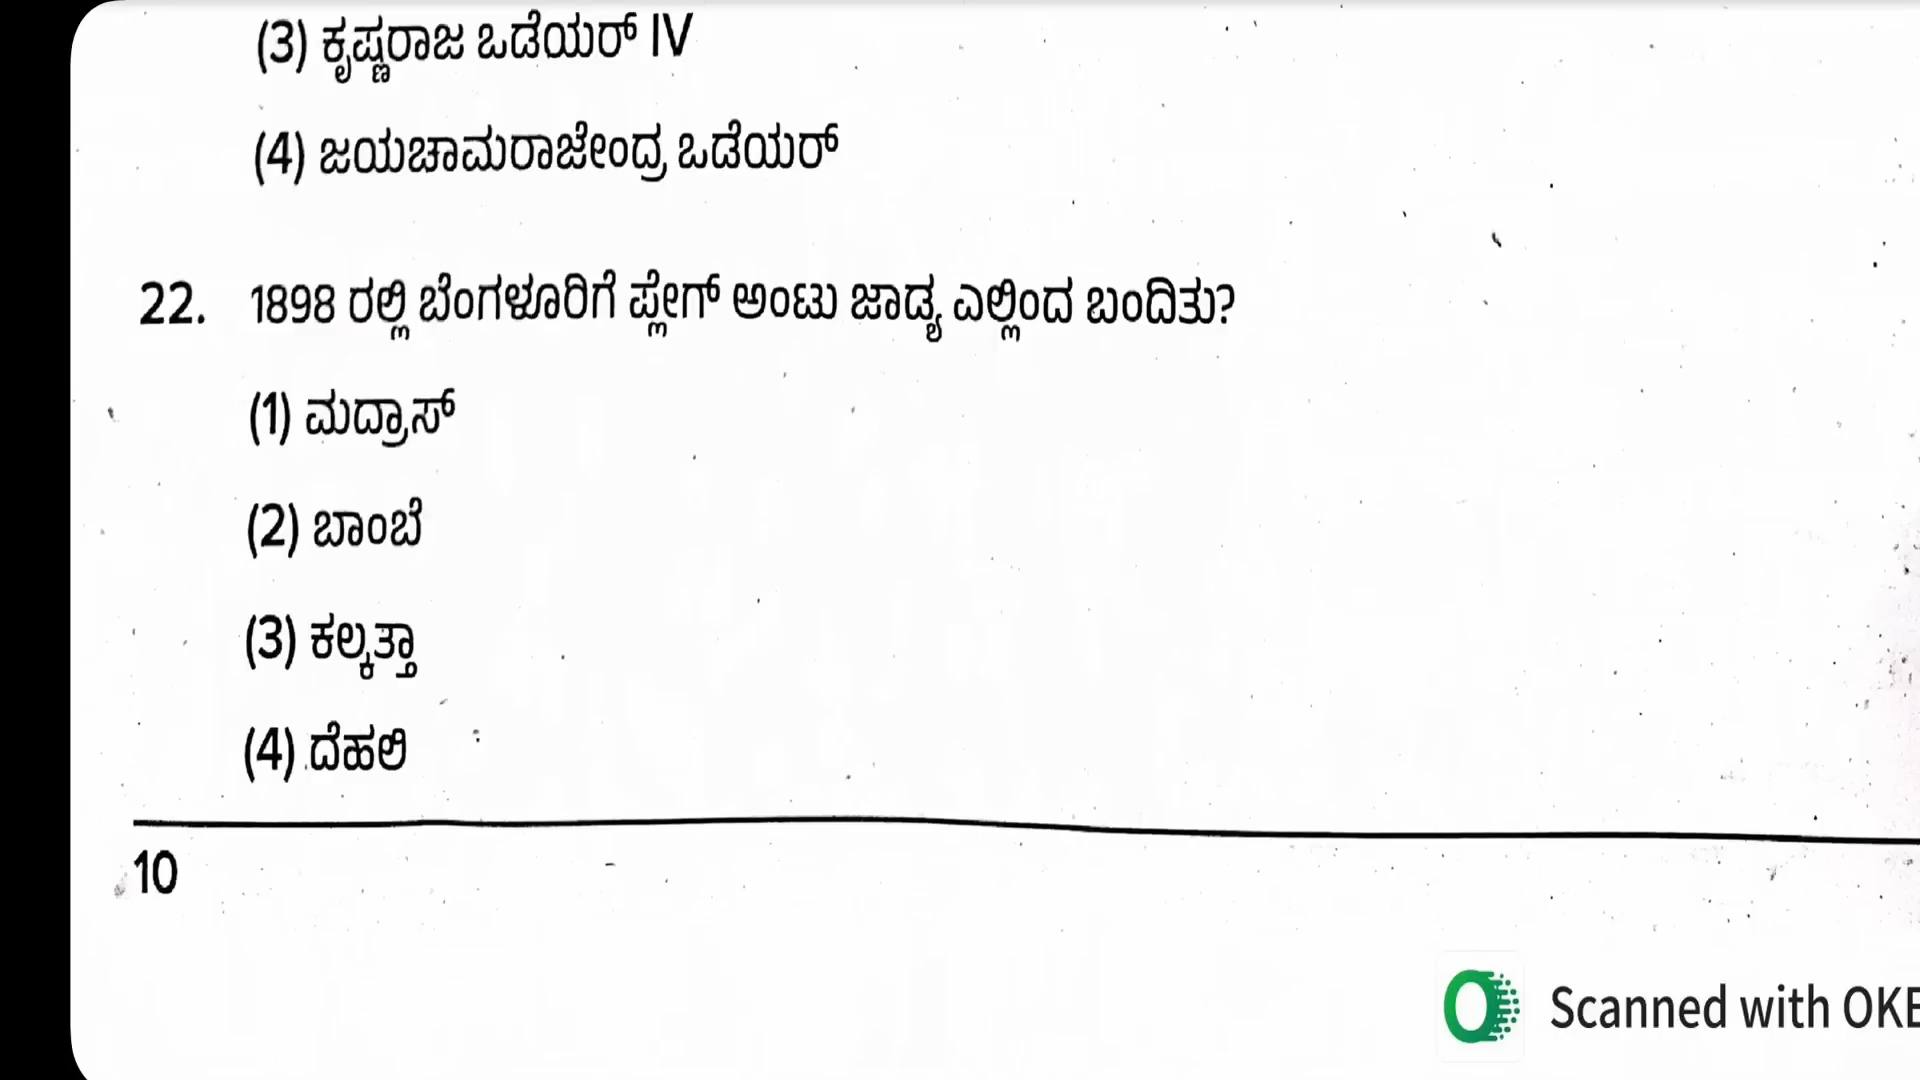 (3) ಕೃಷ್ಣರಾಜ ಒಡೆಯರ್ IV
(4) ಜಯಚಾಮರಾಜೇಂದ್ರ ಒಡೆಯರ್
22. 1898 ರಲ್ಲಿ ಬೆಂಗಳೂರಿಗೆ ಪ್ಲೇಗ್ ಅಂಟು ಜಾಡ್ಯ ಎಲ್ಲಿಂದ ಬಂದಿತು?
(1) ಮದ್ರಾಸ್
(2) ಬಾಂಬೆ
(3) ಕಲ್ಕತ್ತಾ
(4) ದೆಹಲಿ
10
Scanned with OKE